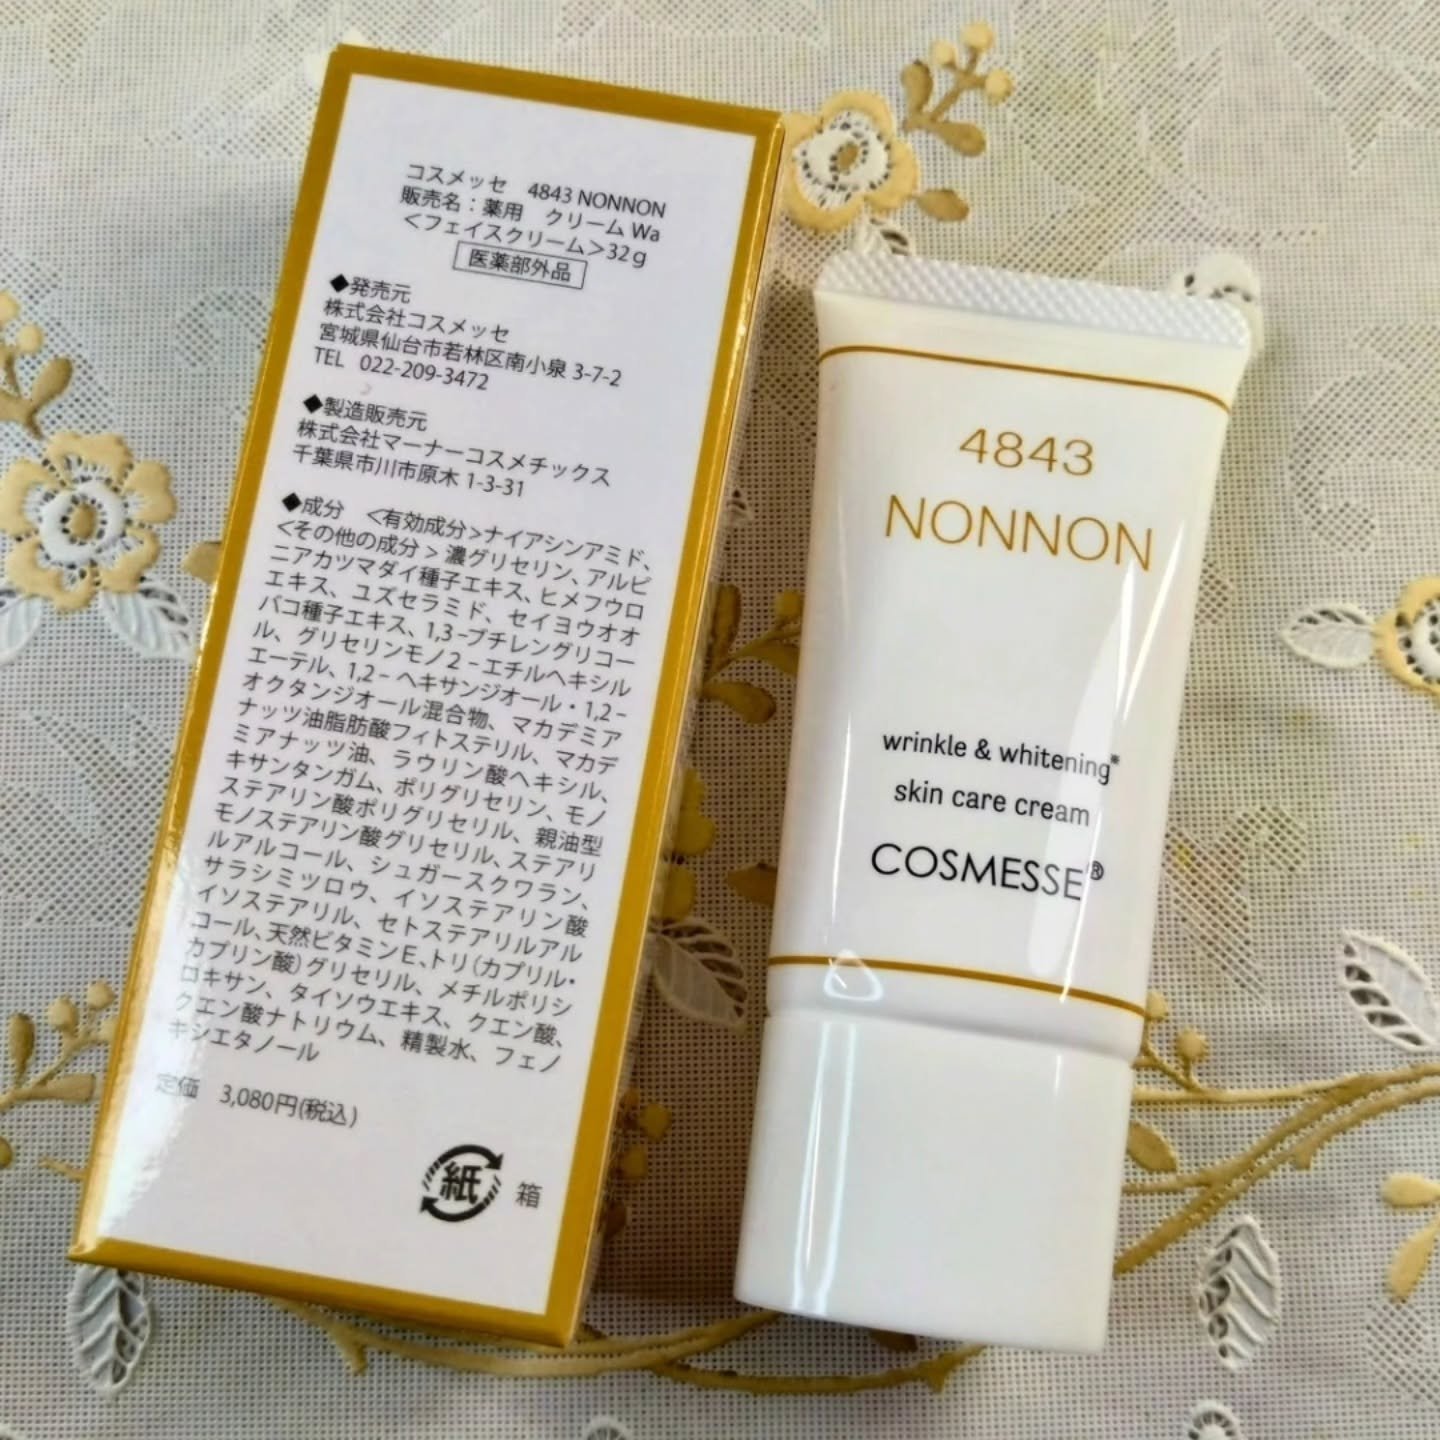 コスメッセ　4843 NONNON
販売名：薬用　クリーム Wa
＜フェイスクリーム＞32g
医薬部外品
◆発売元
株式会社コスメッセ
宮城県仙台市若林区南小泉 3-7-2
TEL　022-209-3472
◆製造販売元
株式会社マーナーコスメチックス
千葉県市川市原木 1-3-31
◆成分　＜有効成分＞ナイアシンアミド、
＜その他の成分＞濃グリセリン、アルピ
ニアカツマダイ種子エキス、ヒメフウロ
エキス、ユズセラミド、セイヨウオオ
バコ種子エキス、1,3-ブチレングリコー
ル、グリセリンモノ2-エチルヘキシル
エーテル、1,2-ヘキサンジオール・1,2-
オクタンジオール混合物、マカデミア
ナッツ油脂肪酸フィトステリル、マカデ
ミアナッツ油、ラウリン酸ヘキシル、
キサンタンガム、ポリグリセリン、モノ
ステアリン酸ポリグリセリル、親油型
モノステアリン酸グリセリル、ステアリ
ルアルコール、シュガースクワラン、
サラシミツロウ、イソステアリン酸
イソステアリル、セトステアリルアル
コール、天然ビタミンE、トリ（カプリル・
カプリン酸）グリセリル、メチルポリシ
ロキサン、タイソウエキス、クエン酸、
クエン酸ナトリウム、精製水、フェノ
キシエタノール
定価　3,080円(税込)
紙 箱
4843
NONNON
wrinkle & whitening*
skin care cream
COSMESSE®